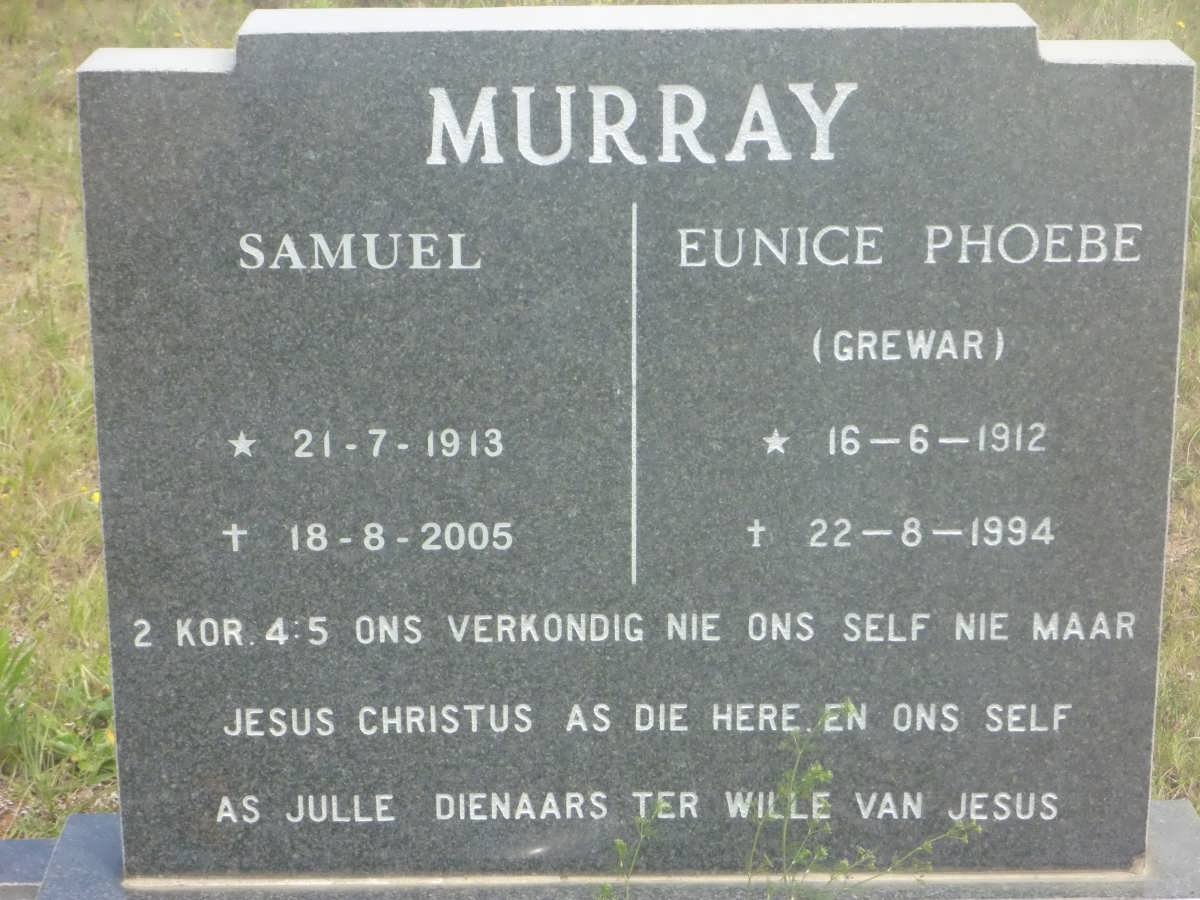 MURRAY
SAMUEL
★ 21-7-1913
† 18-8-2005
EUNICE PHOEBE
(GREWAR)
★ 16-6-1912
† 22-8-1994
2 KOR. 4:5 ONS VERKONDIG NIE ONS SELF NIE MAAR
JESUS CHRISTUS AS DIE HERE, EN ONS SELF
AS JULLE DIENAARS TER WILLE VAN JESUS